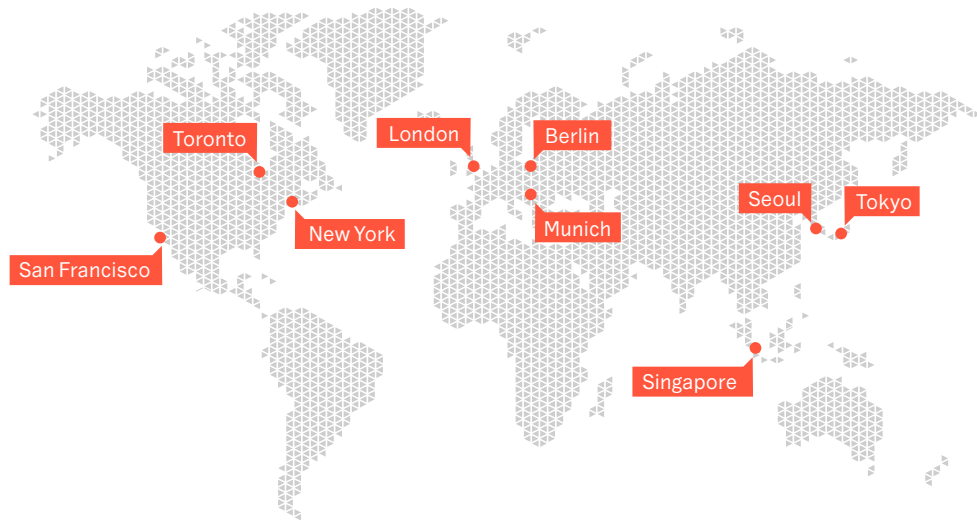 Toronto
London
Berlin
Seoul
Tokyo
New York
Munich
San Francisco
Singapore